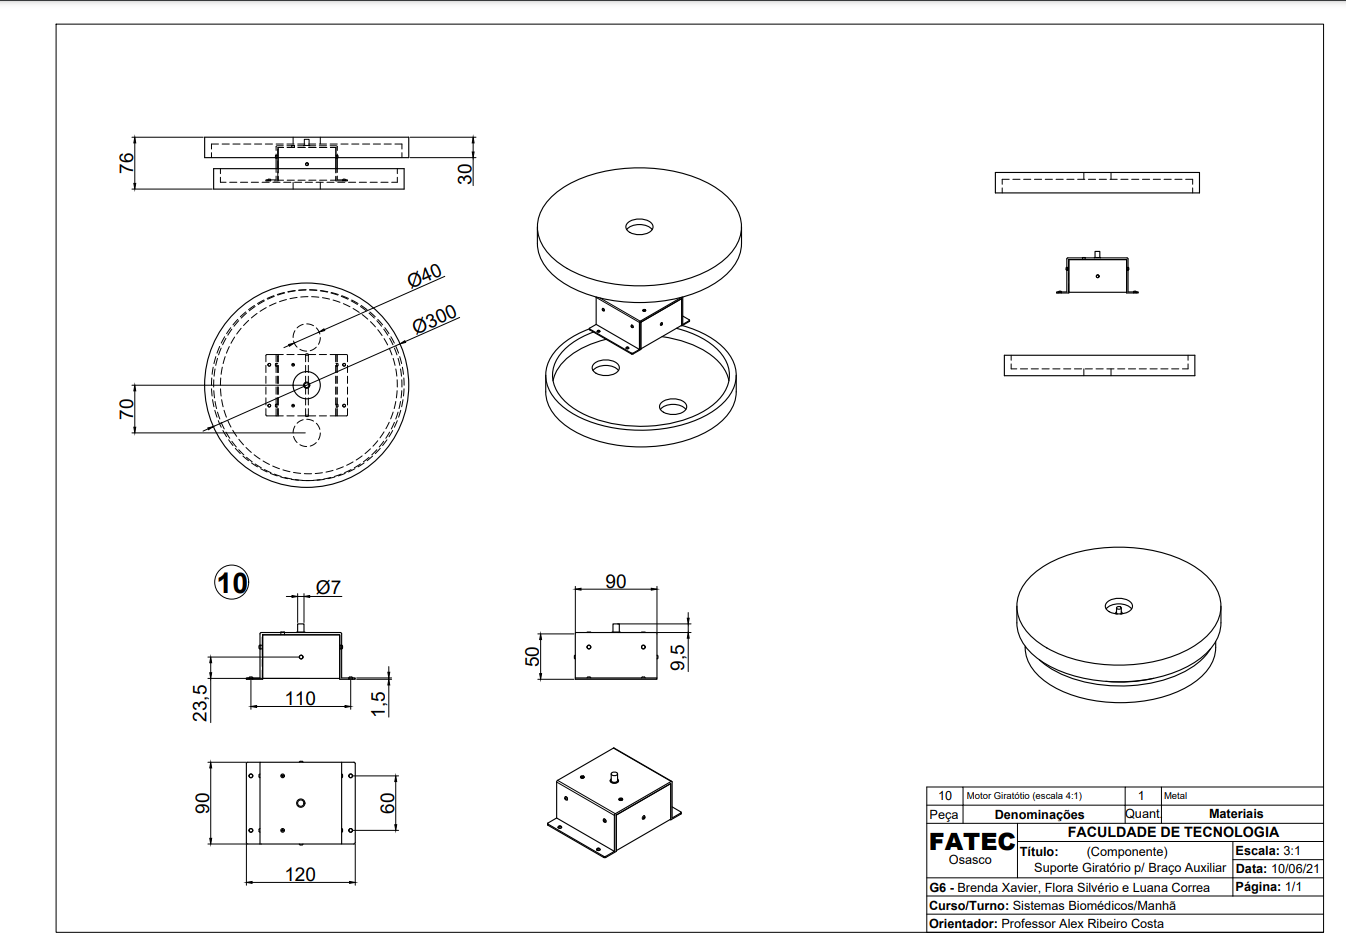 76
30
Ø40
Ø300
70
10
Ø7
23,5
110
1,5
90
50
9,5
90
60
120
10 Motor Giratótio (escala 4:1) 1 Metal
Peça Denominações Quant. Materiais
FATEC
Osasco
FACULDADE DE TECNOLOGIA
Título: (Componente)
Suporte Giratório p/ Braço Auxiliar
Escala: 3:1
Data: 10/06/21
G6 - Brenda Xavier, Flora Silvério e Luana Correa
Página: 1/1
Curso/Turno: Sistemas Biomédicos/Manhã
Orientador: Professor Alex Ribeiro Costa